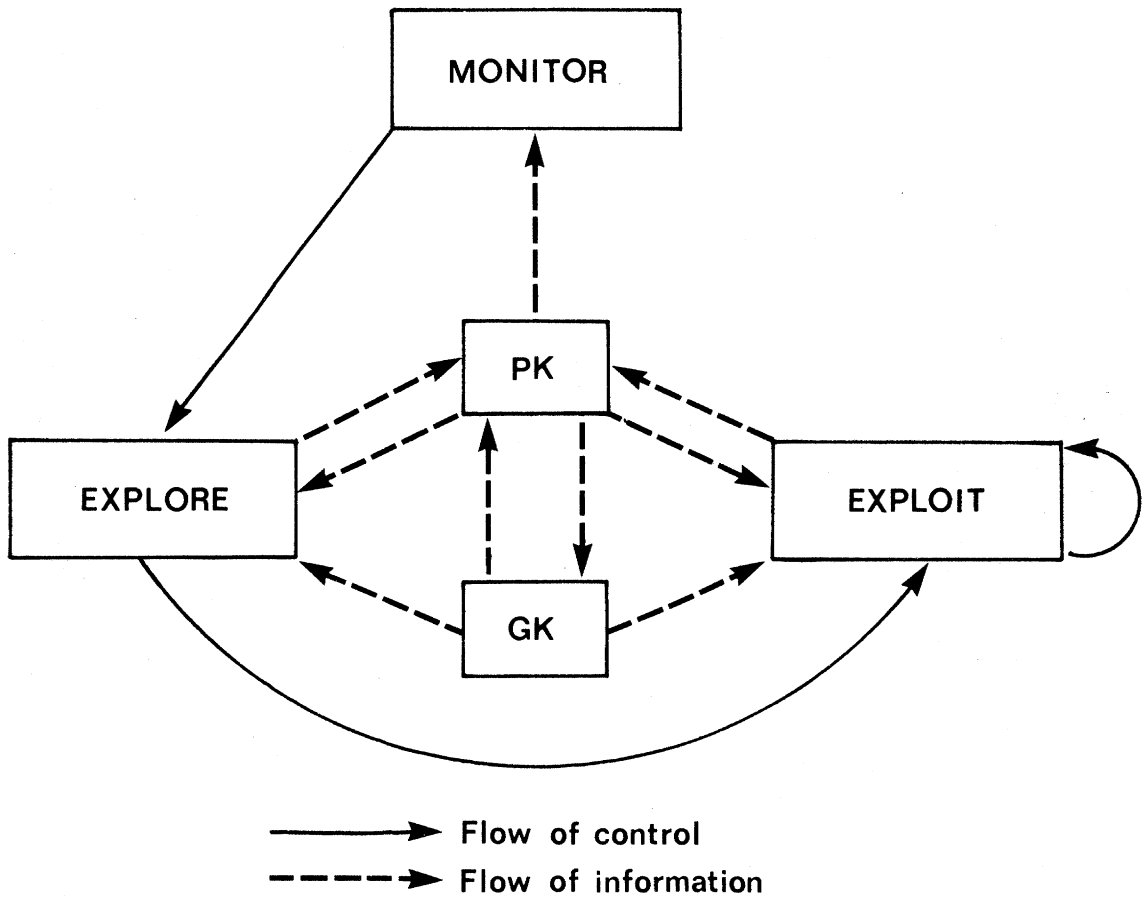 MONITOR
PK
EXPLORE
EXPLOIT
GK
Flow of control
Flow of information